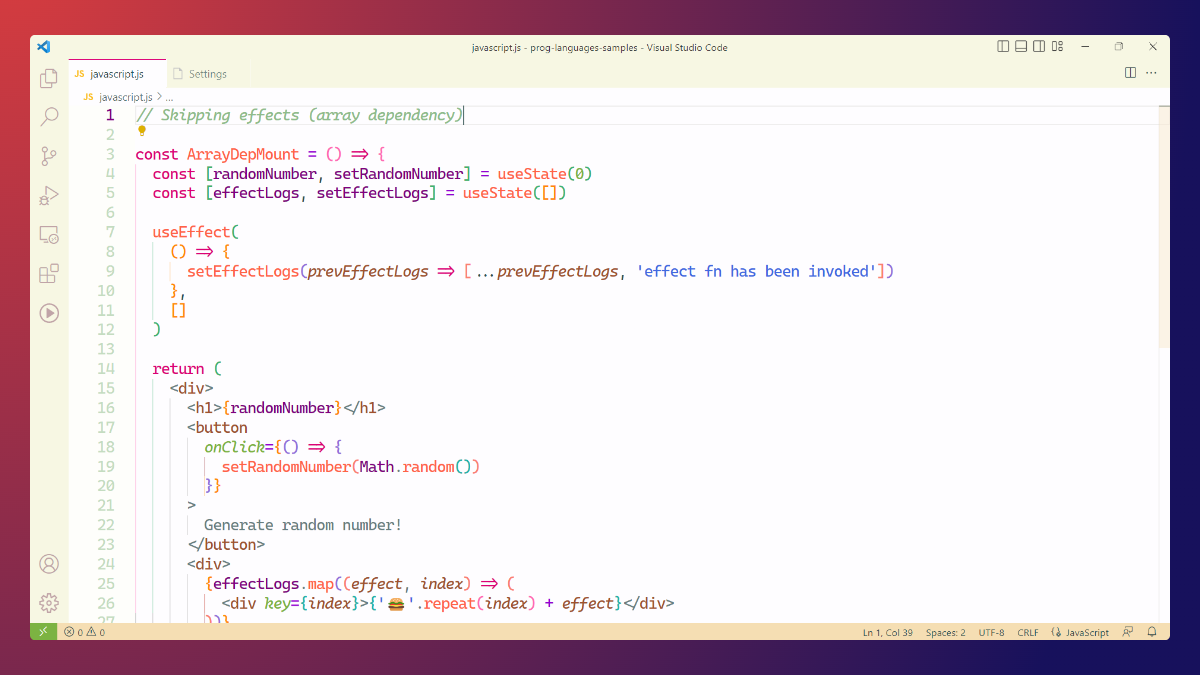 javascript.js - prog-languages-samples - Visual Studio Code
JS javascript.js Settings
JS javascript.js > ...
1 // Shipping effects (array dependency)
2
3 const ArrayDepMount = () => {
4 const [randomNumber, setRandomNumber] = useState(0)
5 const [effectLogs, setEffectLogs] = useState([])
6
7 useEffect(
8 () => {
9 setEffectLogs(prevEffectLogs => [...prevEffectLogs, 'effect fn has been invoked'])
10 },
11 []
12 )
13
14 return (
15 <div>
16 <h1>{randomNumber}</h1>
17 <button
18 onClick={() => {
19 setRandomNumber(Math.random())
20 }}
21 >
22 Generate random number!
23 </button>
24 <div>
25 {effectLogs.map((effect, index) => (
26 <div key={index}>{'🍔'.repeat(index) + effect}</div>
27 ))}
0 0 Ln 1, Col 39 Spaces: 2 UTF-8 CRLF JavaScript